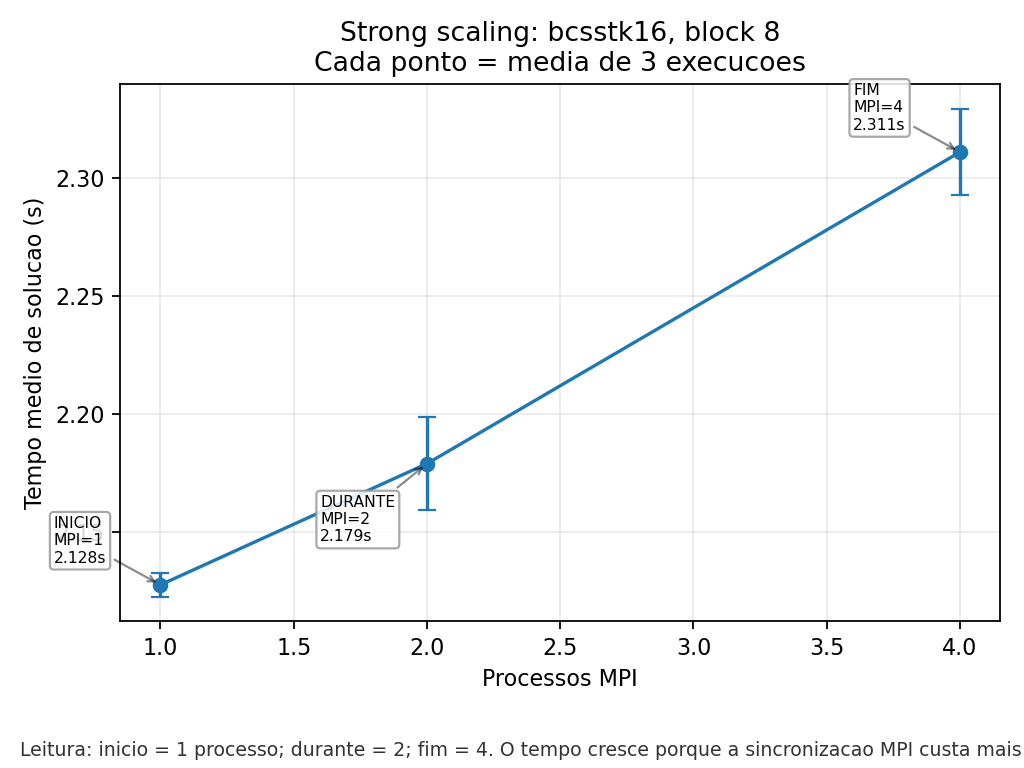 Strong scaling: bcsstk16, block 8
Cada ponto = media de 3 execucoes
Tempo medio de solucao (s)
2.30
2.25
2.20
FIM
MPI=4
2.311s
DURANTE
MPI=2
2.179s
INICIO
MPI=1
2.128s
1.0 1.5 2.0 2.5 3.0 3.5 4.0
Processos MPI
Leitura: inicio = 1 processo; durante = 2; fim = 4. O tempo cresce porque a sincronizacao MPI custa mais